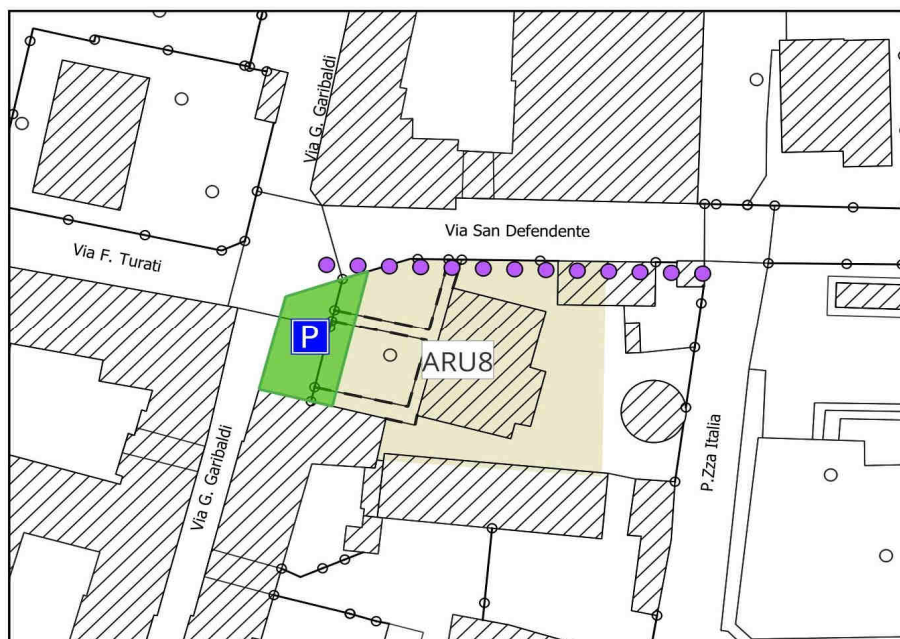 Via G. Garibaldi
Via San Defendente
Via F. Turati
P
ARU8
Via G. Garibaldi
P.Zza Italia